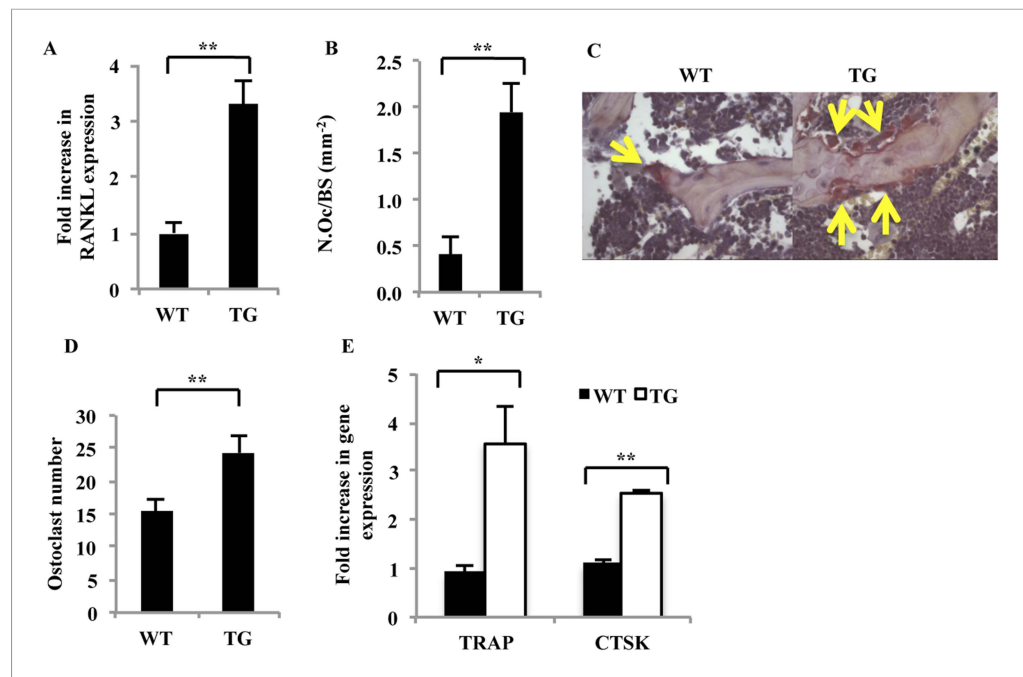 A
**
Fold increase in
RANKL expression
4
3
2
1
0
WT TG
B
**
N.Oc/BS (mm-2)
2.5
2.0
1.5
1.0
0.5
0.0
WT TG
C
WT TG
D
**
Ostoclast number
30
25
20
15
10
5
0
WT TG
E
*
**
WT TG
Fold increase in gene
expression
5
4
3
2
1
0
TRAP CTSK